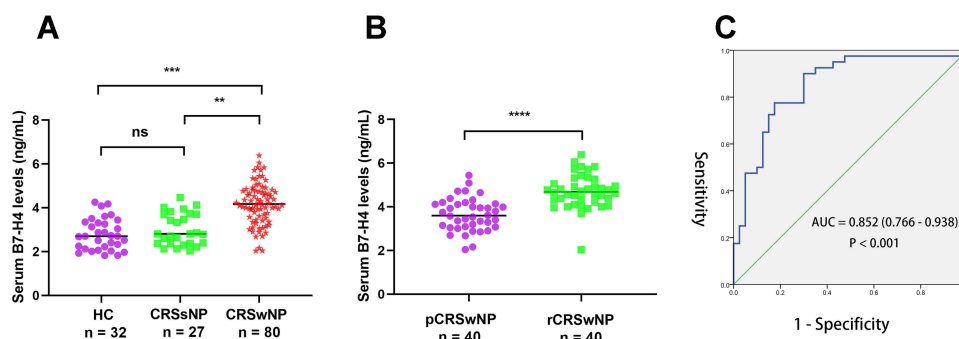 A
Serum B7-H4 levels (ng/mL)
8
6
4
2
0
***
**
ns
HC
n = 32
CRSsNP
n = 27
CRSwNP
n = 80
B
Serum B7-H4 levels (ng/mL)
8
6
4
2
0
****
pCRSwNP
n = 40
rCRSwNP
n = 40
C
Sensitivity
1.0
0.8
0.6
0.4
0.2
0.0
AUC = 0.852 (0.766 - 0.938)
P < 0.001
0.0
0.2
0.4
0.6
0.8
1 - Specificity